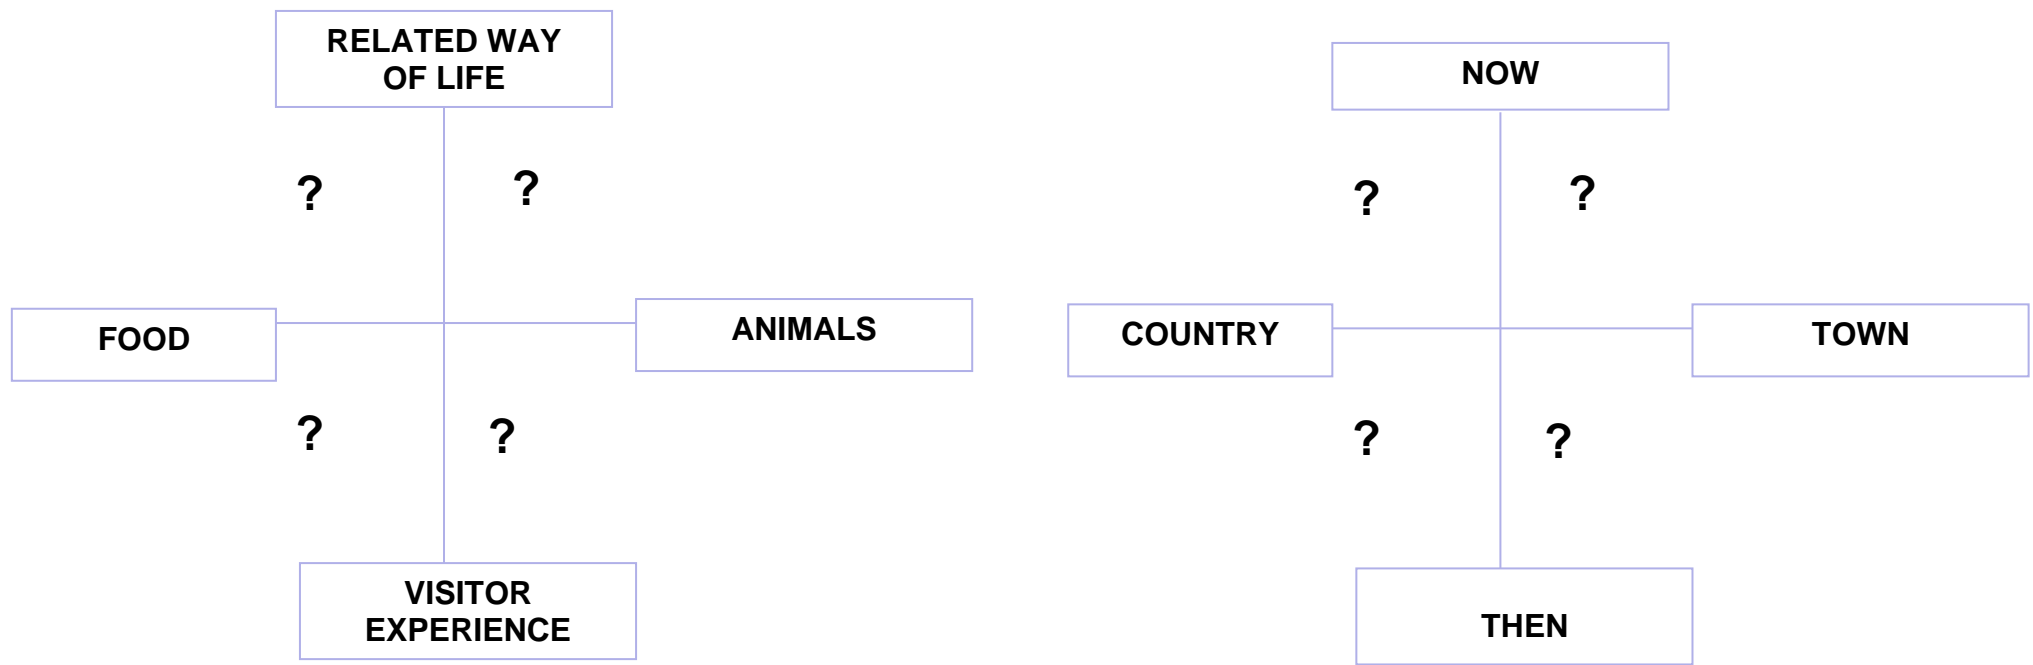 RELATED WAY
OF LIFE
?
?
FOOD
ANIMALS
?
?
VISITOR
EXPERIENCE
NOW
?
?
COUNTRY
TOWN
?
?
THEN